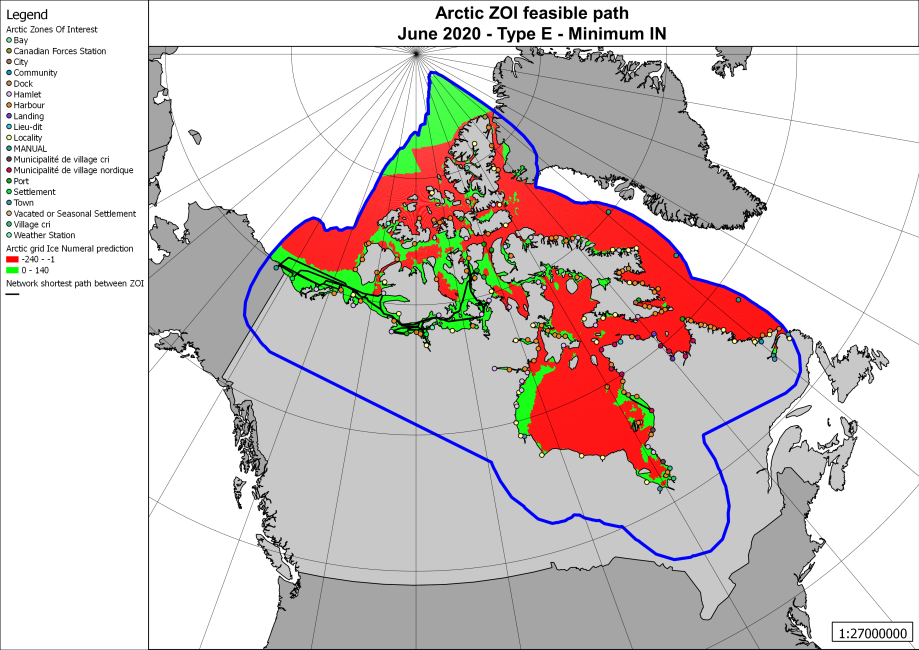 Arctic ZOI feasible path
June 2020 - Type E - Minimum IN
Legend
Arctic Zones Of Interest
Bay
Canadian Forces Station
City
Community
Dock
Hamlet
Harbour
Landing
Lieu-dit
Locality
MANUAL
Municipalité de village cri
Municipalité de village nordique
Port
Settlement
Town
Vacated or Seasonal Settlement
Village cri
Weather Station
Arctic grid Ice Numeral prediction
-240 - -1
0 - 140
Network shortest path between ZOI
1:27000000